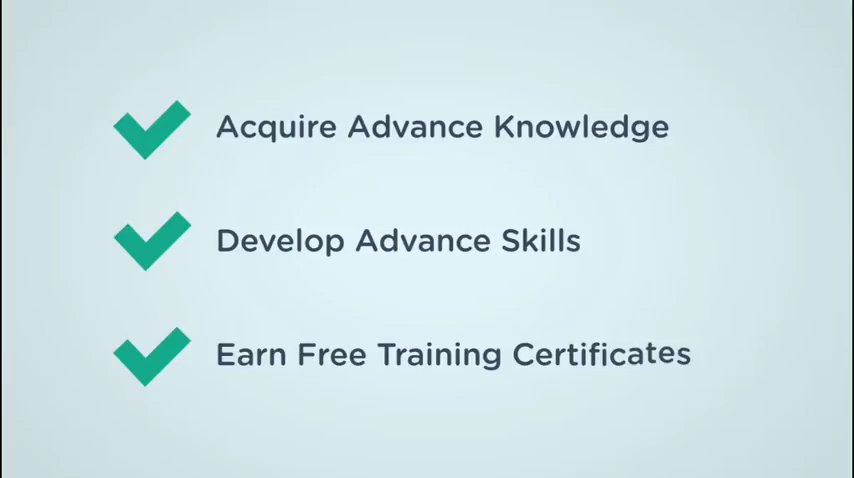 Acquire Advance Knowledge
Develop Advance Skills
Earn Free Training Certificates